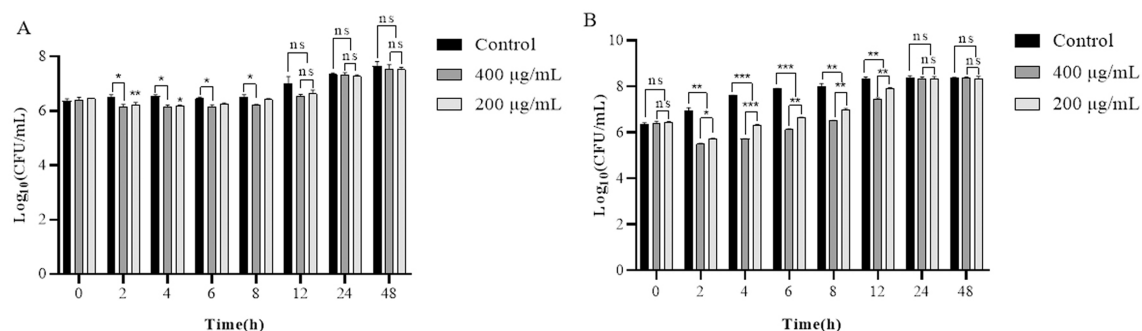 A
Log10(CFU/mL)
8
6
4
2
0
* * * * ns ns ns
** * ns ns ns
0 2 4 6 8 12 24 48
Time(h)
Control
400 µg/mL
200 µg/mL
B
Log10(CFU/mL)
10
8
6
4
2
0
ns ** *** *** ** ** ns ns
ns * *** ** ** ** ns ns
0 2 4 6 8 12 24 48
Time(h)
Control
400 µg/mL
200 µg/mL